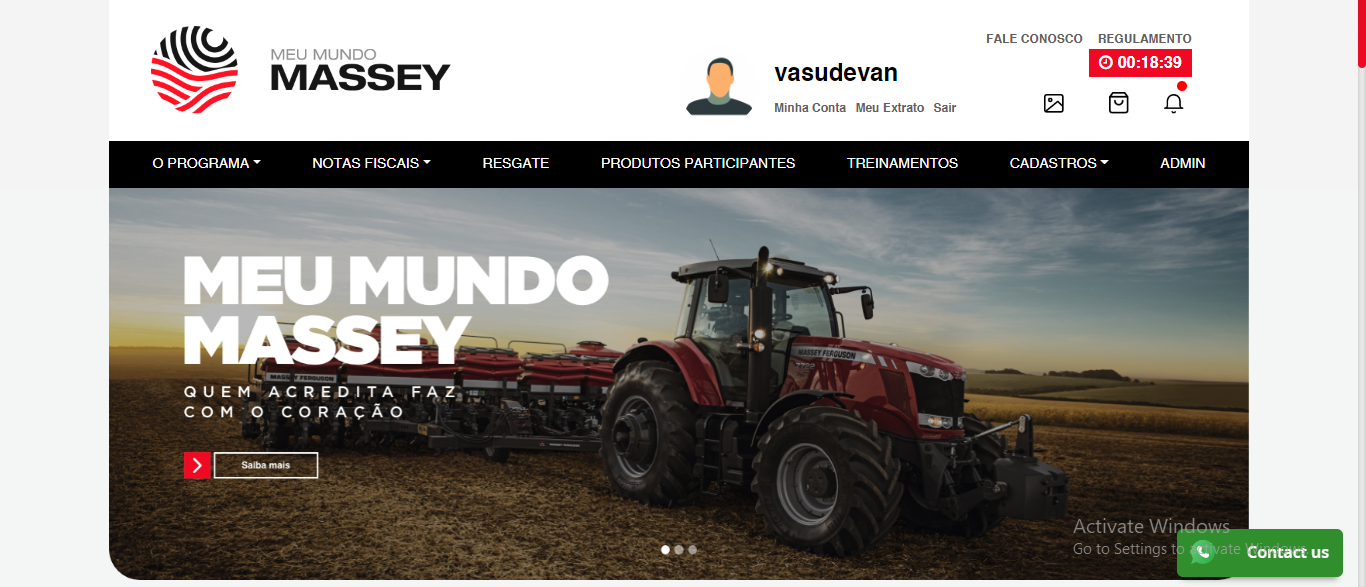 FALE CONOSCO REGULAMENTO
MEU MUNDO
MASSEY
vasudevan
00:18:39
Minha Conta Meu Extrato Sair
O PROGRAMA NOTAS FISCAIS RESGATE PRODUTOS PARTICIPANTES TREINAMENTOS CADASTROS ADMIN
MEU MUNDO
MASSEY
QUEM ACREDITA FAZ
COM O CORAÇÃO
Saiba mais
MASSEY FERGUSON
MASSEY FERGUSON
Activate Windows
Go to Settings to activate Windows.
Contact us